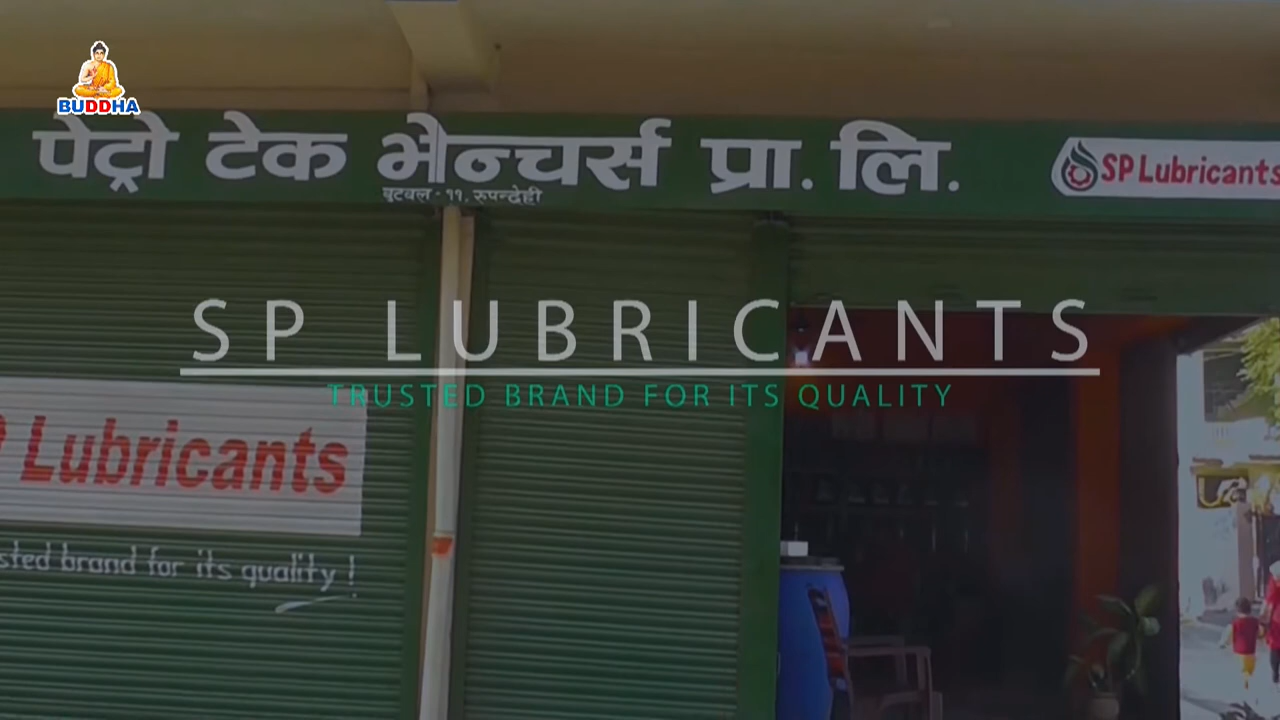 BUDDHA
पेट्रो टेक भेन्चर्स प्रा. लि.
बुटवल - ११, रुपन्देही
SP Lubricants
SP LUBRICANTS
TRUSTED BRAND FOR ITS QUALITY
Lubricants
brand for its quality !